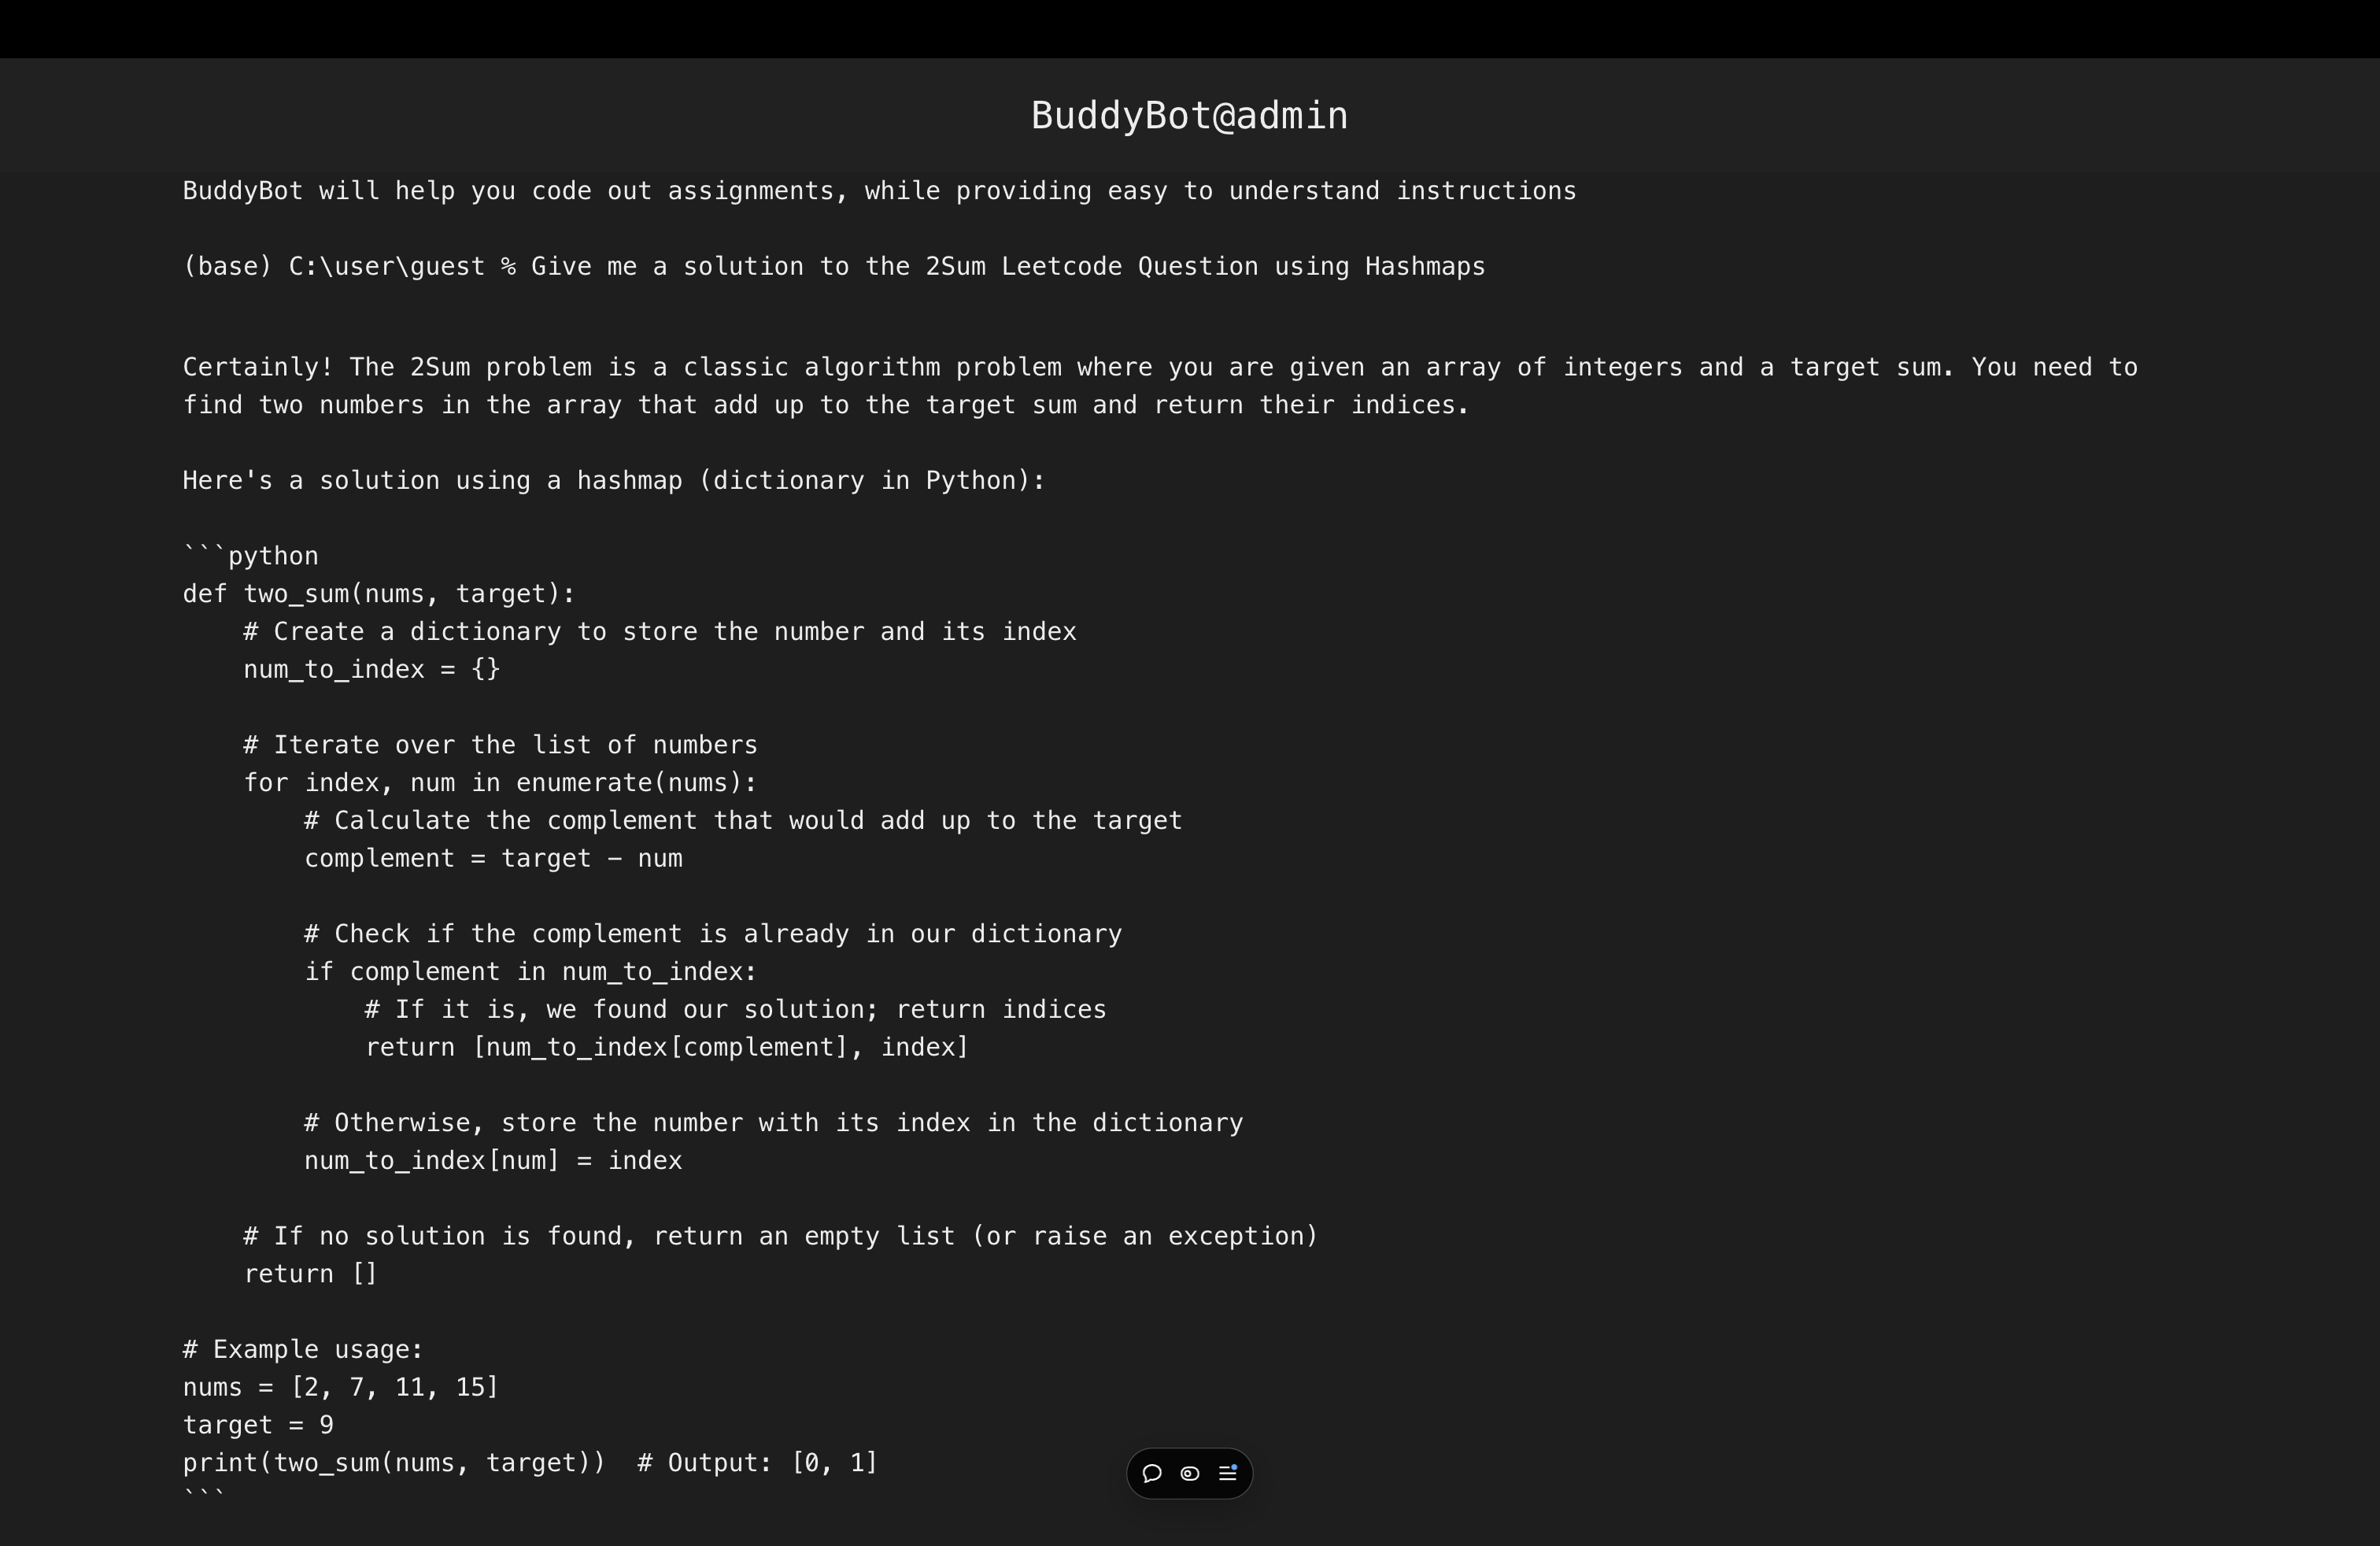 BuddyBot@admin
BuddyBot will help you code out assignments, while providing easy to understand instructions
(base) C:\user\guest % Give me a solution to the 2Sum Leetcode Question using Hashmaps
Certainly! The 2Sum problem is a classic algorithm problem where you are given an array of integers and a target sum. You need to
find two numbers in the array that add up to the target sum and return their indices.
Here's a solution using a hashmap (dictionary in Python):
```python
def two_sum(nums, target):
    # Create a dictionary to store the number and its index
    num_to_index = {}
    # Iterate over the list of numbers
    for index, num in enumerate(nums):
        # Calculate the complement that would add up to the target
        complement = target - num
        # Check if the complement is already in our dictionary
        if complement in num_to_index:
            # If it is, we found our solution; return indices
            return [num_to_index[complement], index]
        # Otherwise, store the number with its index in the dictionary
        num_to_index[num] = index
    # If no solution is found, return an empty list (or raise an exception)
    return []
# Example usage:
nums = [2, 7, 11, 15]
target = 9
print(two_sum(nums, target))  # Output: [0, 1]
```